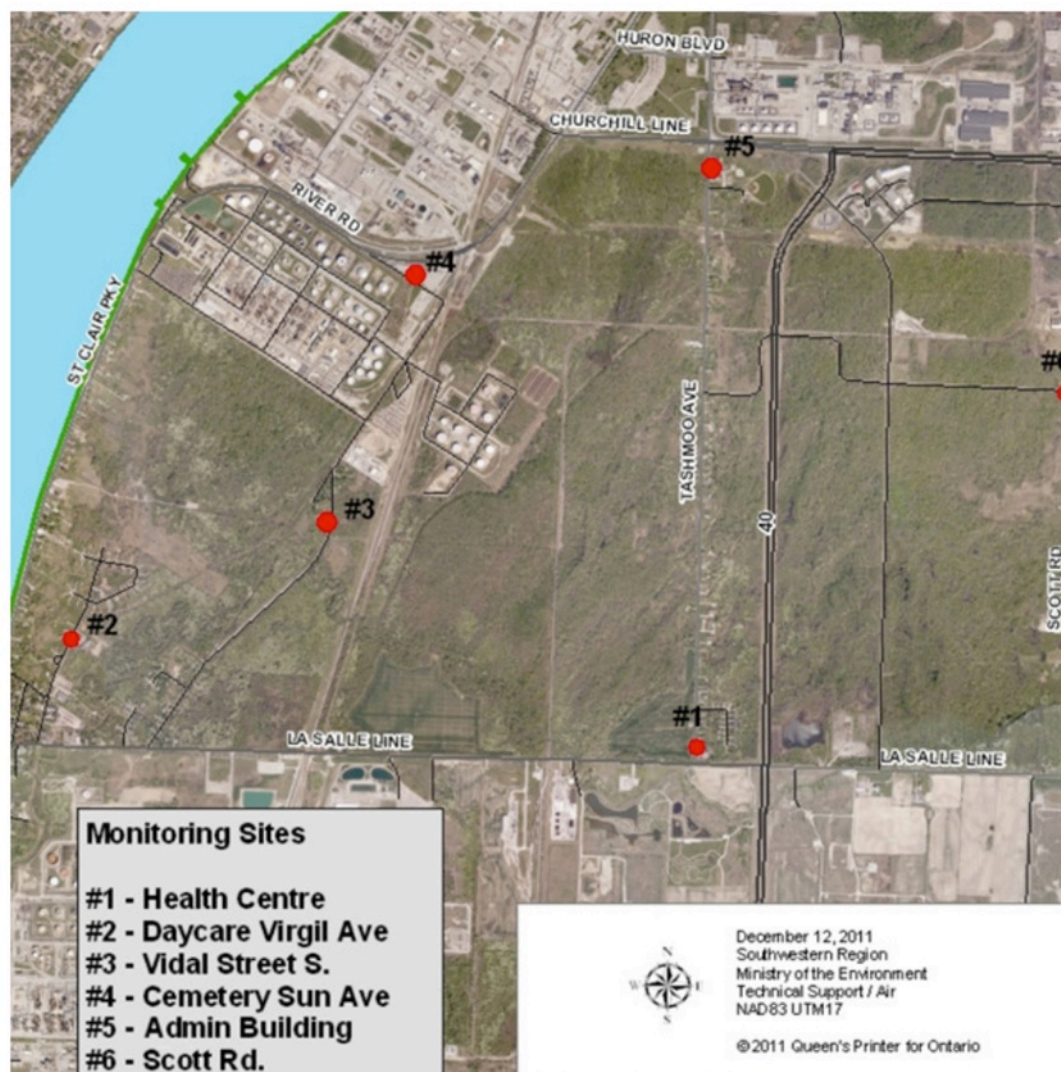 HURON BLVD
CHURCHILL LINE
#5
RIVER RD
#4
ST CLAIR PKY
TASHMOO AVE
#3
40
SCOTT RD
#2
#1
LA SALLE LINE
LA SALLE LINE
Monitoring Sites
#1 - Health Centre
#2 - Daycare Virgil Ave
#3 - Vidal Street S.
#4 - Cemetery Sun Ave
#5 - Admin Building
#6 - Scott Rd.
N
W E
S
December 12, 2011
Southwestern Region
Ministry of the Environment
Technical Support / Air
NAD83 UTM17
©2011 Queen's Printer for Ontario